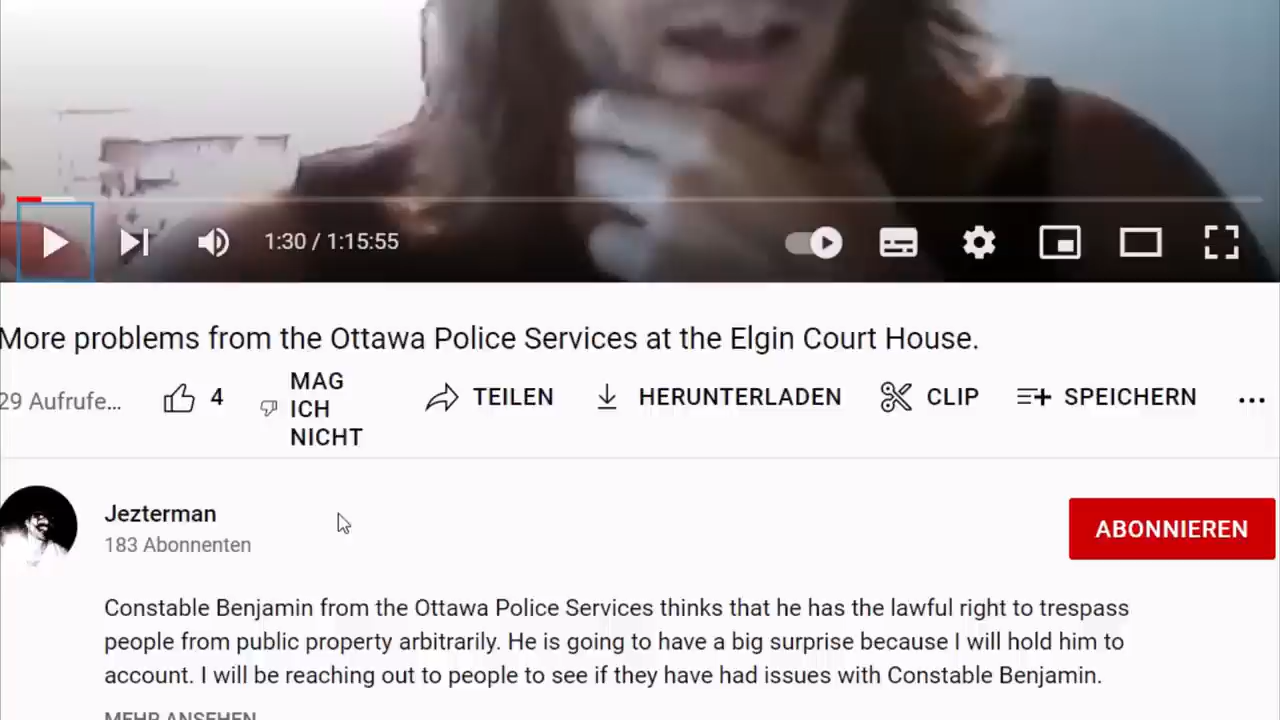 1:30 / 1:15:55
More problems from the Ottawa Police Services at the Elgin Court House.
29 Aufrufe...
4
MAG
ICH
NICHT
TEILEN
HERUNTERLADEN
CLIP
SPEICHERN
...
Jezterman
183 Abonnenten
ABONNIEREN
Constable Benjamin from the Ottawa Police Services thinks that he has the lawful right to trespass
people from public property arbitrarily. He is going to have a big surprise because I will hold him to
account. I will be reaching out to people to see if they have had issues with Constable Benjamin.
MEHR ANSEHEN